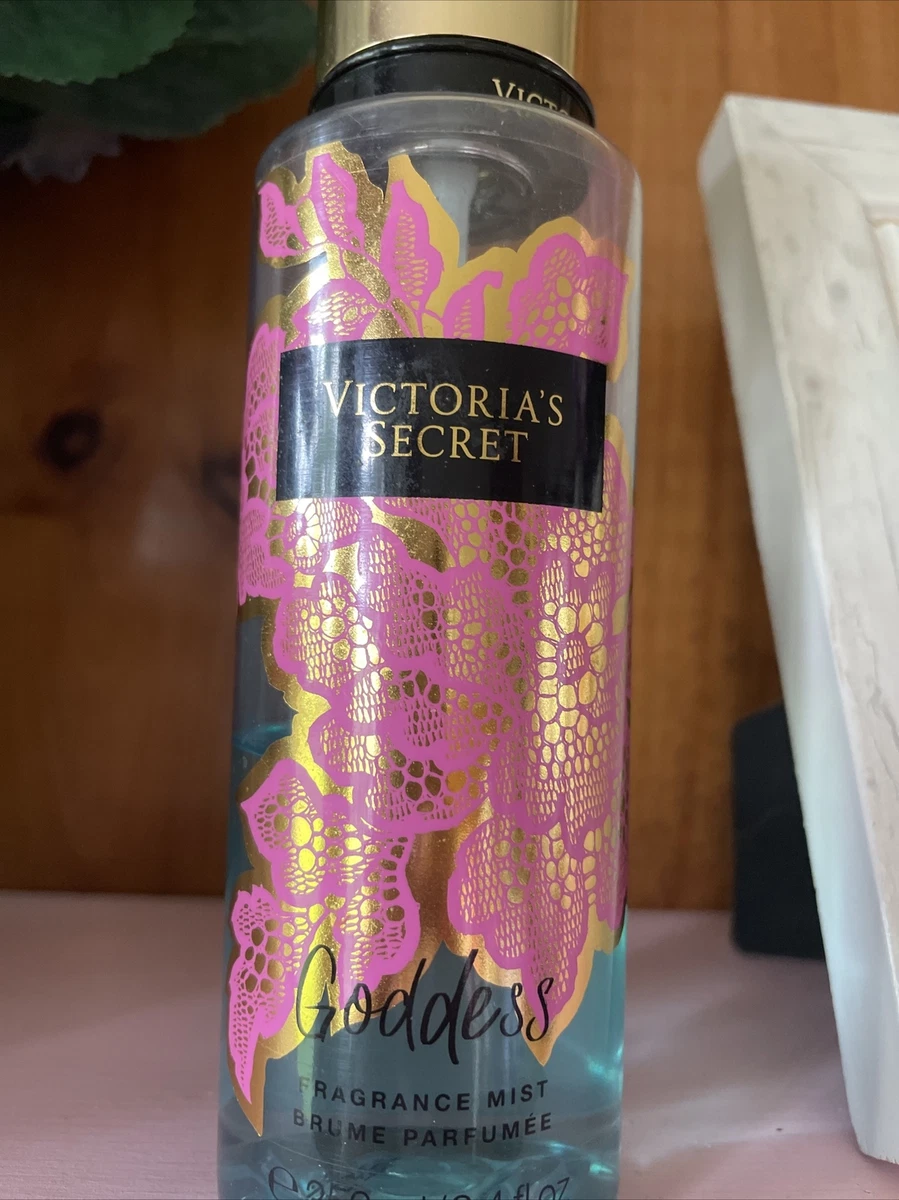 VICTORIA'S
SECRET
Goddess
FRAGRANCE MIST
BRUME PARFUMÉE